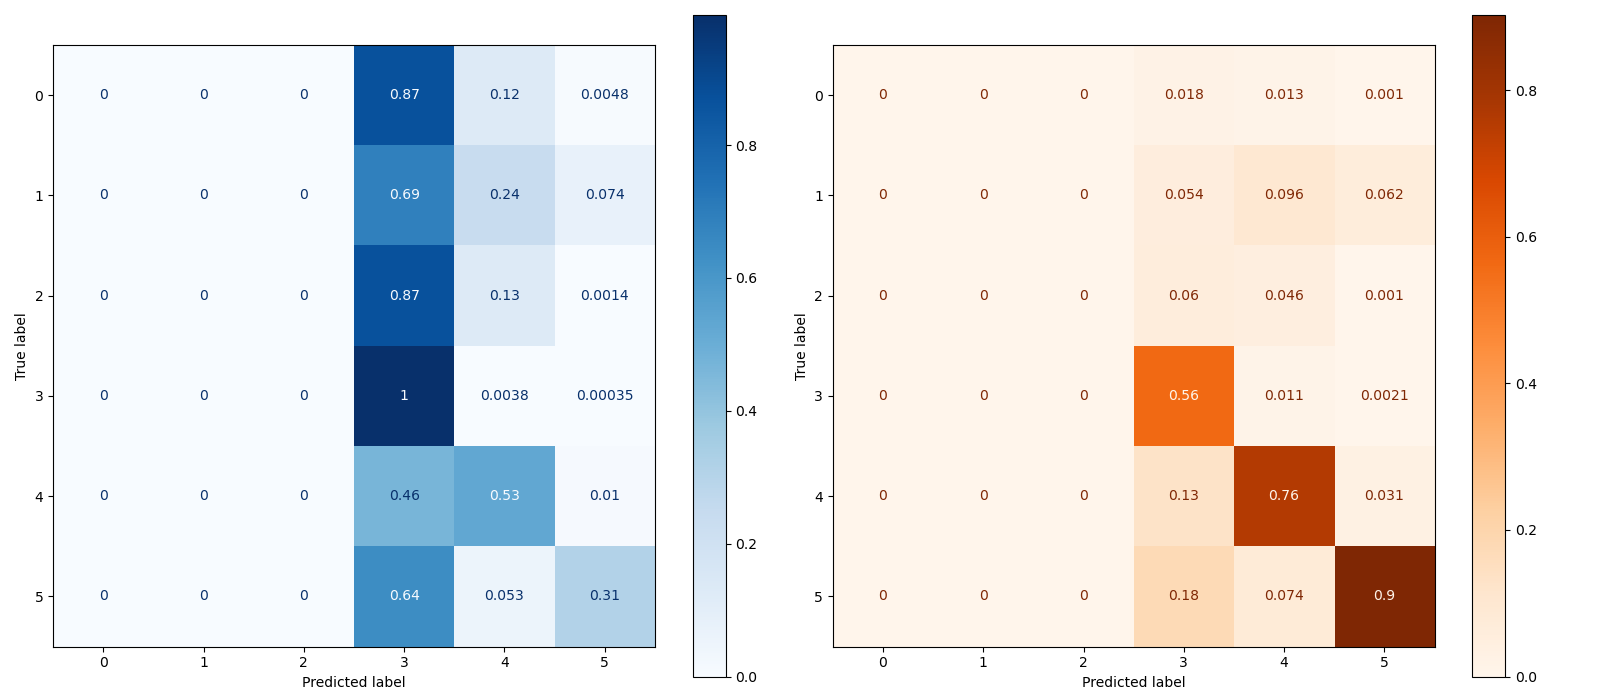 0 0 0 0 0.87 0.12 0.0048
1 0 0 0 0.69 0.24 0.074
2 0 0 0 0.87 0.13 0.0014
3 0 0 0 1 0.0038 0.00035
4 0 0 0 0.46 0.53 0.01
5 0 0 0 0.64 0.053 0.31
0 1 2 3 4 5
True label
Predicted label
0.8
0.6
0.4
0.2
0.0
0 0 0 0 0.018 0.013 0.001
1 0 0 0 0.054 0.096 0.062
2 0 0 0 0.06 0.046 0.001
3 0 0 0 0.56 0.011 0.0021
4 0 0 0 0.13 0.76 0.031
5 0 0 0 0.18 0.074 0.9
0 1 2 3 4 5
True label
Predicted label
0.8
0.6
0.4
0.2
0.0